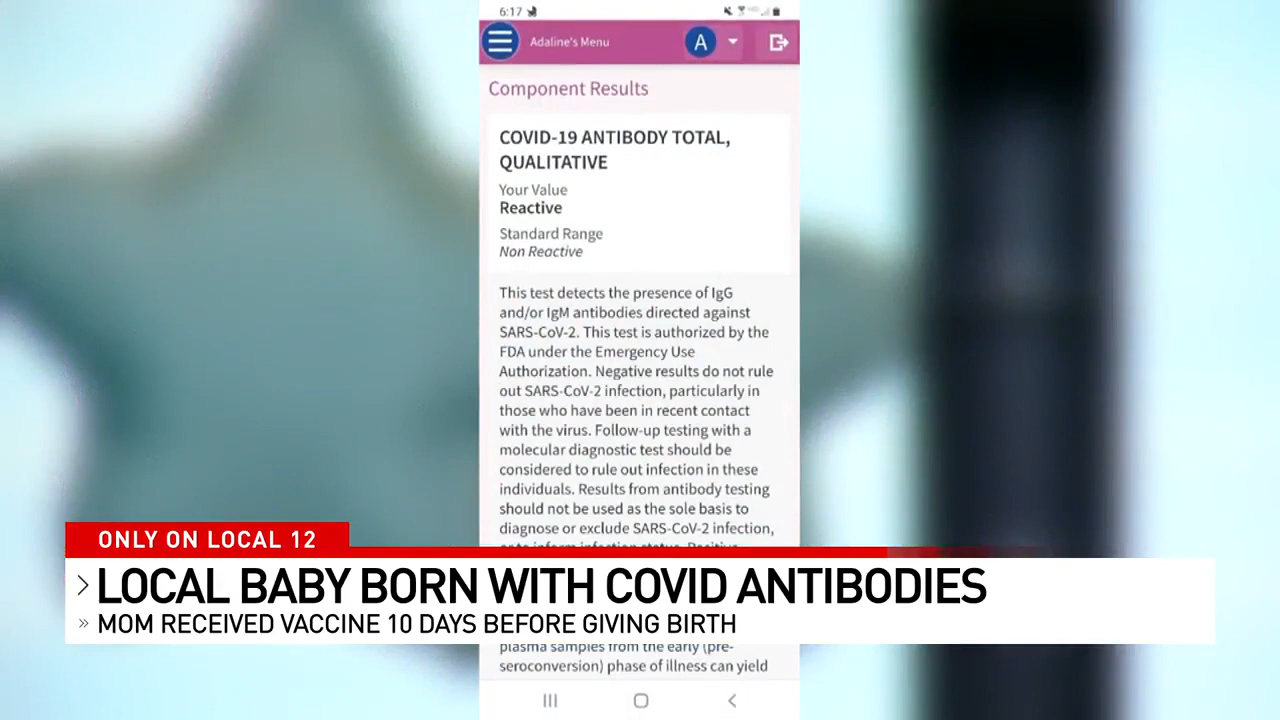 6:17
Adaline's Menu
A
Component Results
COVID-19 ANTIBODY TOTAL,
QUALITATIVE
Your Value
Reactive
Standard Range
Non Reactive
This test detects the presence of IgG
and/or IgM antibodies directed against
SARS-CoV-2. This test is authorized by the
FDA under the Emergency Use
Authorization. Negative results do not rule
out SARS-CoV-2 infection, particularly in
those who have been in recent contact
with the virus. Follow-up testing with a
molecular diagnostic test should be
considered to rule out infection in these
individuals. Results from antibody testing
should not be used as the sole basis to
diagnose or exclude SARS-CoV-2 infection,
or to inform infection status. Positive
ONLY ON LOCAL 12
LOCAL BABY BORN WITH COVID ANTIBODIES
MOM RECEIVED VACCINE 10 DAYS BEFORE GIVING BIRTH
plasma samples from the early (pre-
seroconversion) phase of illness can yield